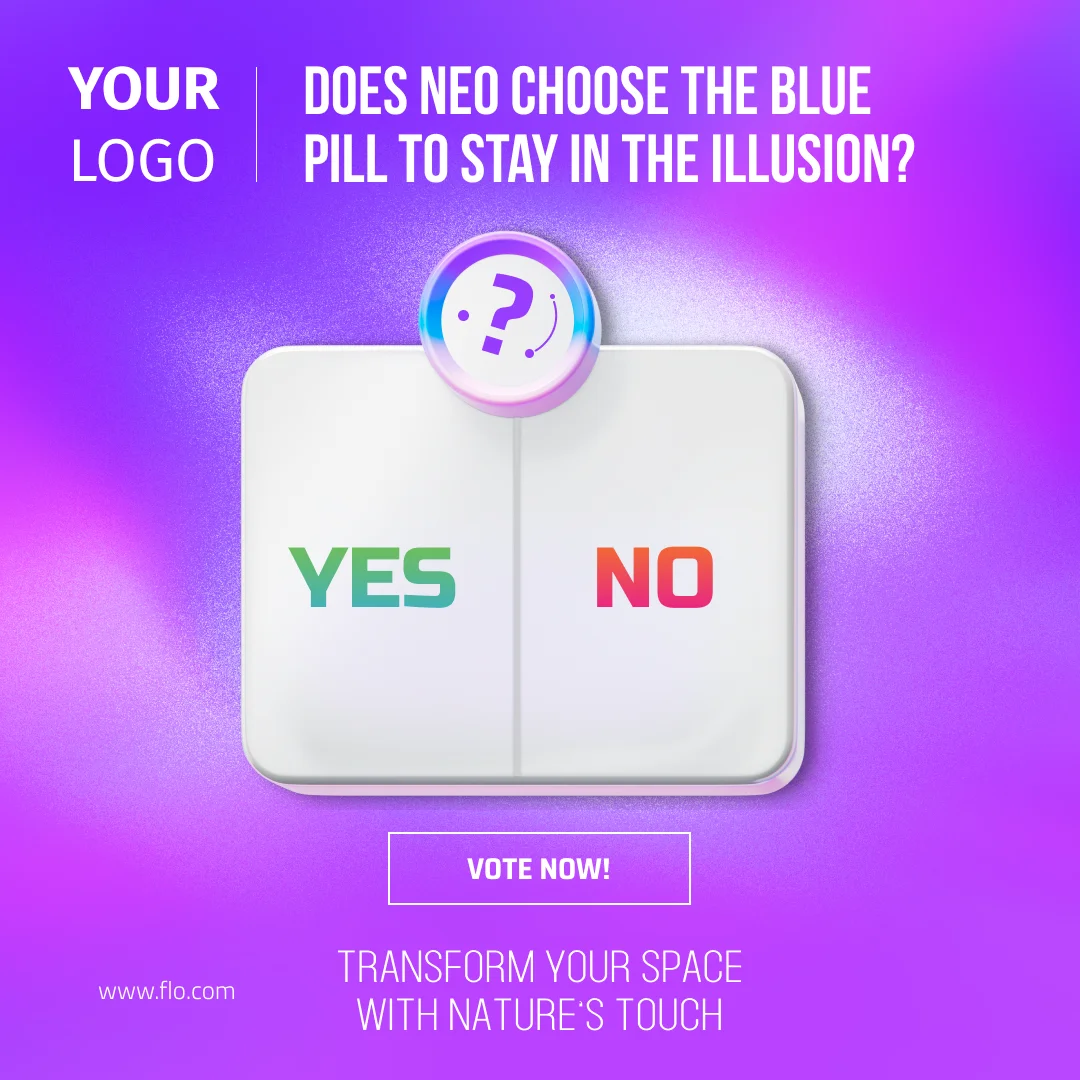 YOUR
LOGO
DOES NEO CHOOSE THE BLUE
PILL TO STAY IN THE ILLUSION?
?
YES
NO
VOTE NOW!
TRANSFORM YOUR SPACE
WITH NATURE'S TOUCH
www.flo.com